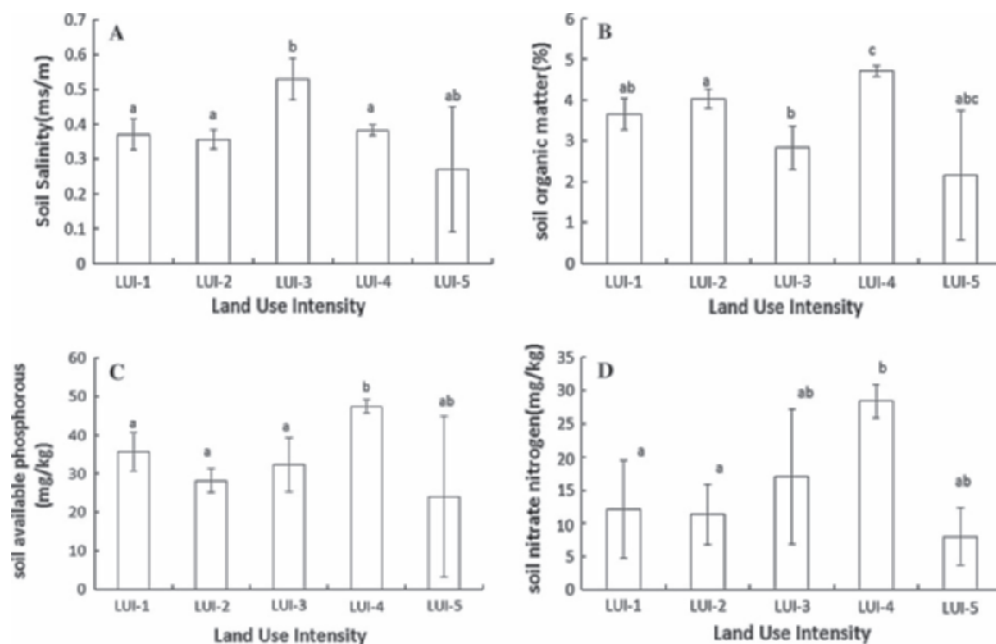 A
Soil Salinity(ms/m)
0.7
0.6
0.5
0.4
0.3
0.2
0.1
0
a
a
b
a
ab
LUI-1 LUI-2 LUI-3 LUI-4 LUI-5
Land Use Intensity
B
soil organic matter(%)
6
5
4
3
2
1
0
ab
a
b
c
abc
LUI-1 LUI-2 LUI-3 LUI-4 LUI-5
Land Use Intensity
C
soil available phosphorous
(mg/kg)
60
50
40
30
20
10
0
a
a
a
b
ab
LUI-1 LUI-2 LUI-3 LUI-4 LUI-5
Land Use Intensity
D
soil nitrate nitrogen(mg/kg)
35
30
25
20
15
10
5
0
a
a
ab
b
ab
LUI-1 LUI-2 LUI-3 LUI-4 LUI-5
Land Use Intensity